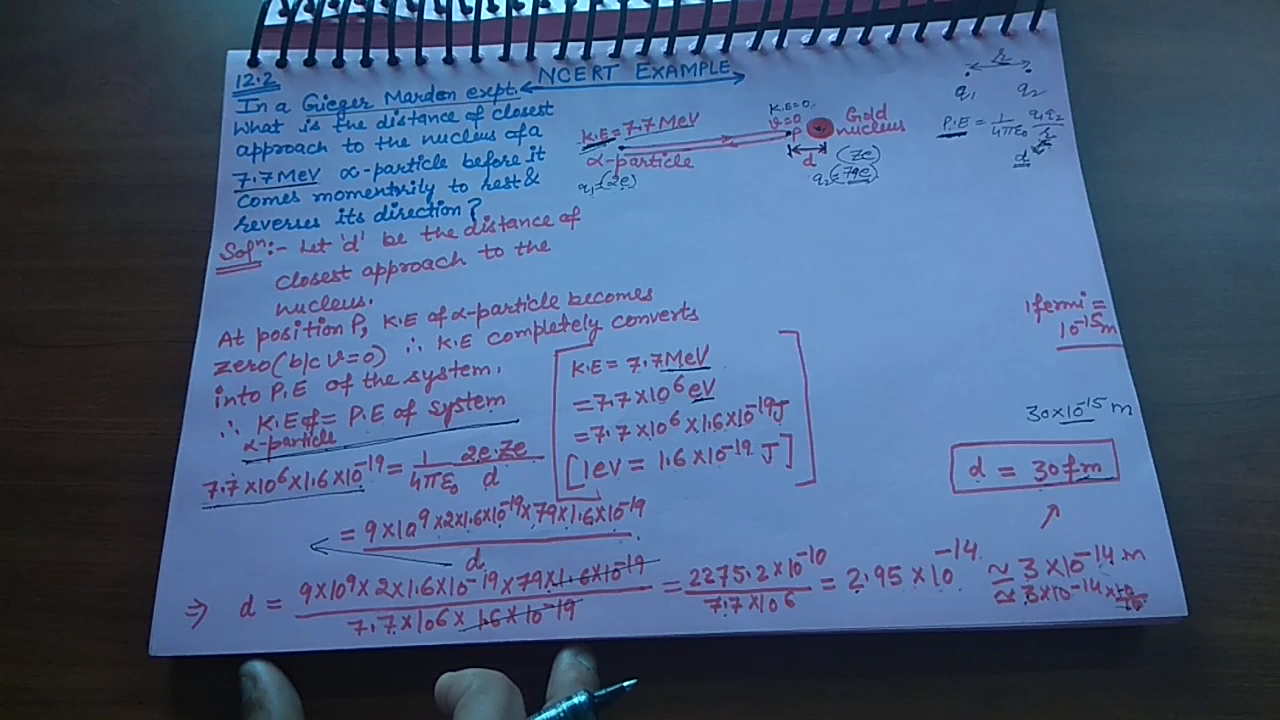 12.2
NCERT EXAMPLE
In a Gieger Marden expt.
What is the distance of closest
approach to the nucleus of a
7.7 MeV α-particle before it
comes momentrily to rest &
reverses its direction?
K.E = 7.7 MeV
α-particle
q₁ (2e)
K.E=0,
v=0
P
d
Gold
nucleus
(Ze)
q₂ (79e)
r
q₁ q₂
P.E = 1/4πε₀ q₁q₂/r
d
Solⁿ:- Let 'd' be the distance of
closest approach to the
nucleus.
At position P, K.E of α-particle becomes
zero (b/c v=0) ∴ K.E completely converts
into P.E of the system.
∴ K.E of = P.E of system
α-particle
7.7×10⁶×1.6×10⁻¹⁹ = 1/4πε₀ 2e.Ze/d
K.E = 7.7 MeV
= 7.7×10⁶ eV
= 7.7×10⁶×1.6×10⁻¹⁹ J
[1ev = 1.6×10⁻¹⁹ J]
= 9×10⁹×2×1.6×10⁻¹⁹×79×1.6×10⁻¹⁹/d
⇒ d = 9×10⁹×2×1.6×10⁻¹⁹×79×1.6×10⁻¹⁹/7.7×10⁶×1.6×10⁻¹⁹ = 2275.2×10⁻¹⁰/7.7×10⁶ = 2.95×10⁻¹⁴ ≈ 3×10⁻¹⁴ m
≈ 3×10⁻¹⁴×
1 fermi =
10⁻¹⁵ m
30×10⁻¹⁵ m
d = 30 fm